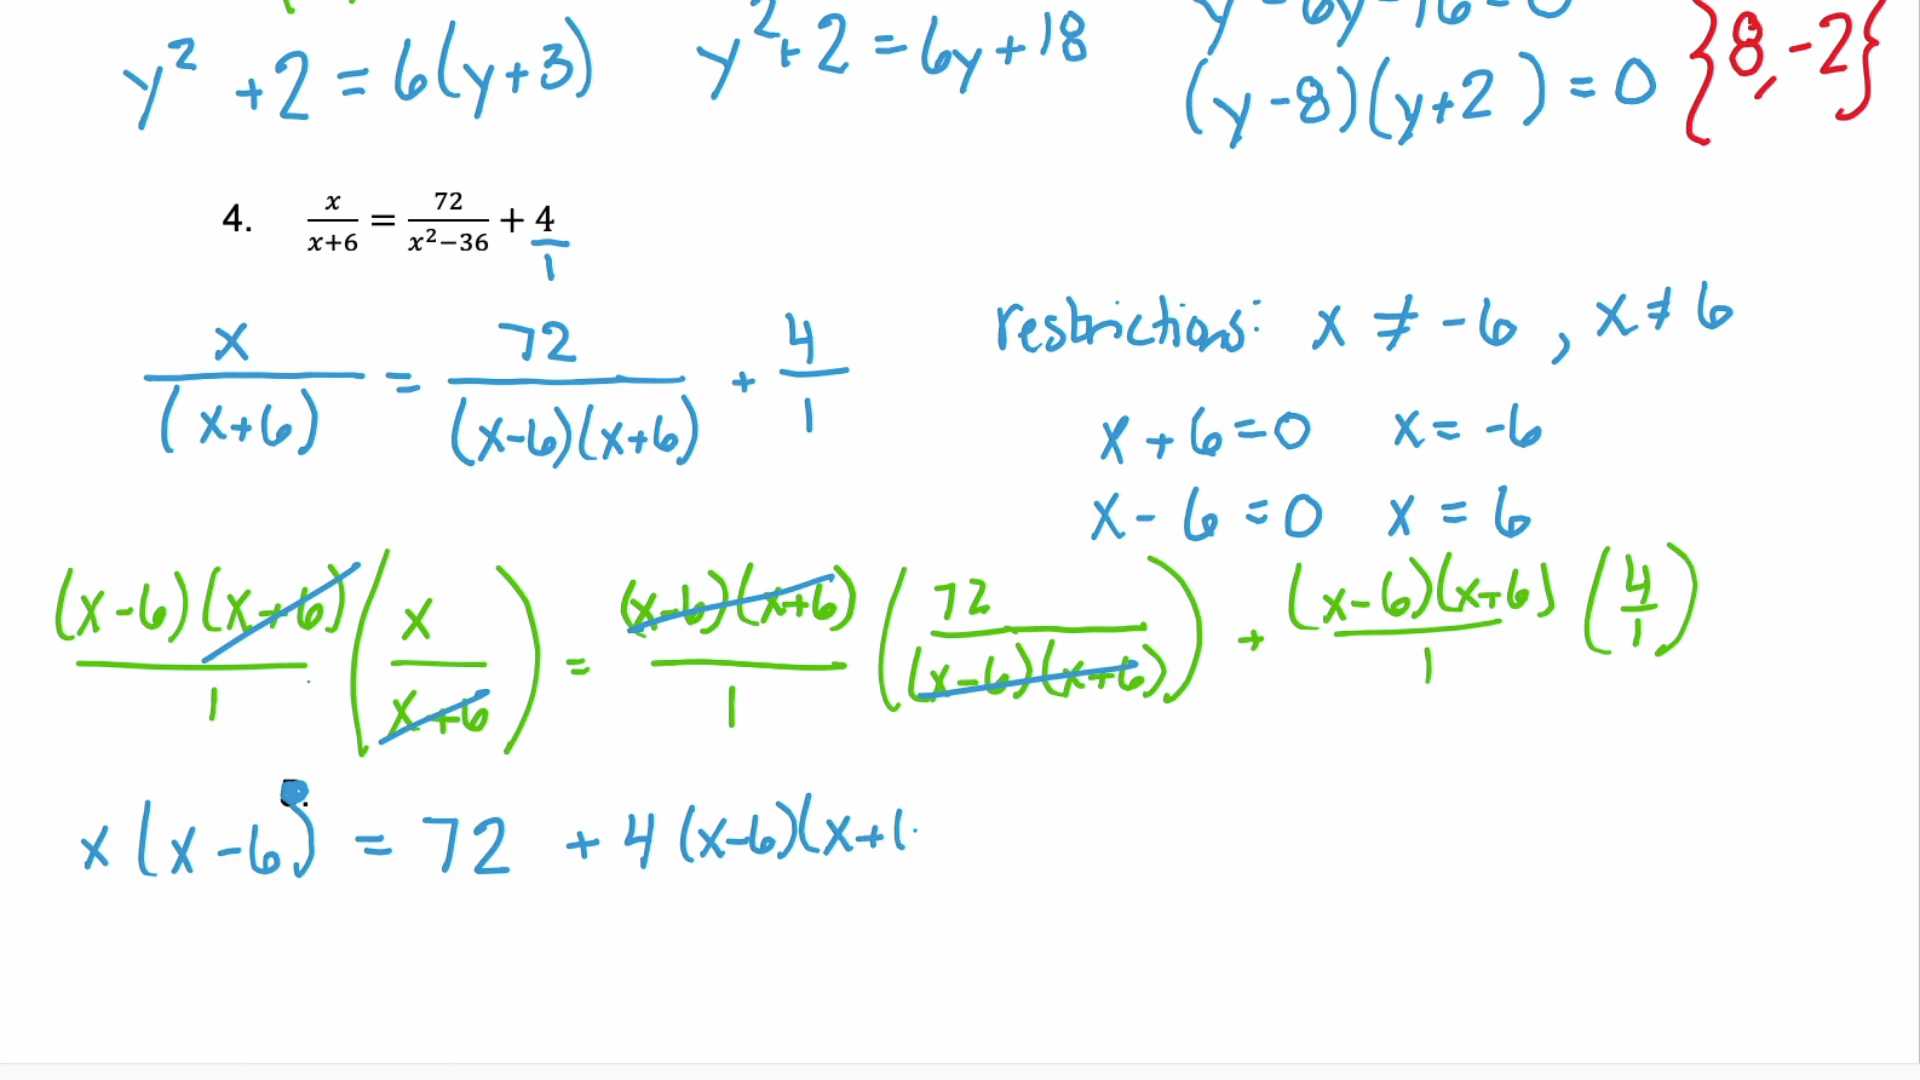 y² + 2 = 6(y+3)
y² + 2 = 6y + 18
(y - 8)(y + 2) = 0
}8, -2{
4. x/(x+6) = 72/(x²−36) + 4/1
x/(x+6) = 72/((x-6)(x+6)) + 4/1
restrictions: x ≠ -6, x ≠ 6
x + 6 = 0 x = -6
x - 6 = 0 x = 6
(x-6)(x+6)/1 (x/(x+6)) = (x-6)(x+6)/1 (72/((x-6)(x+6))) + (x-6)(x+6)/1 (4/1)
x(x-6) = 72 + 4(x-6)(x+(